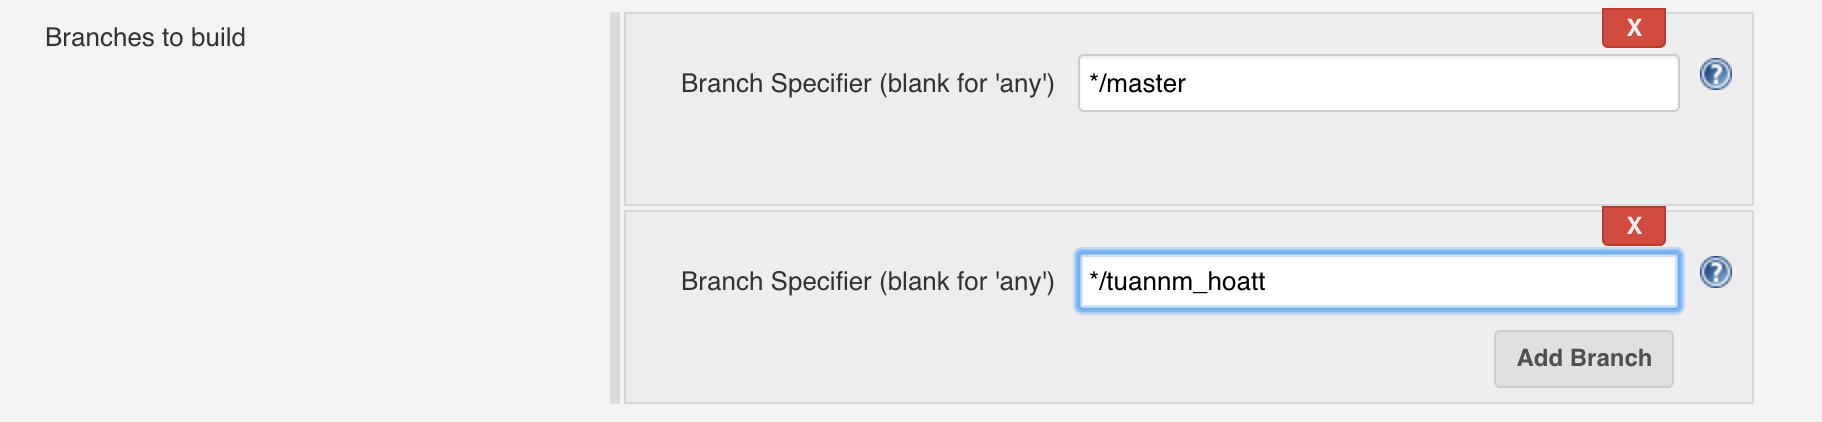 Branches to build
X
Branch Specifier (blank for 'any') */master ?
X
Branch Specifier (blank for 'any') */tuannm_hoatt ?
Add Branch